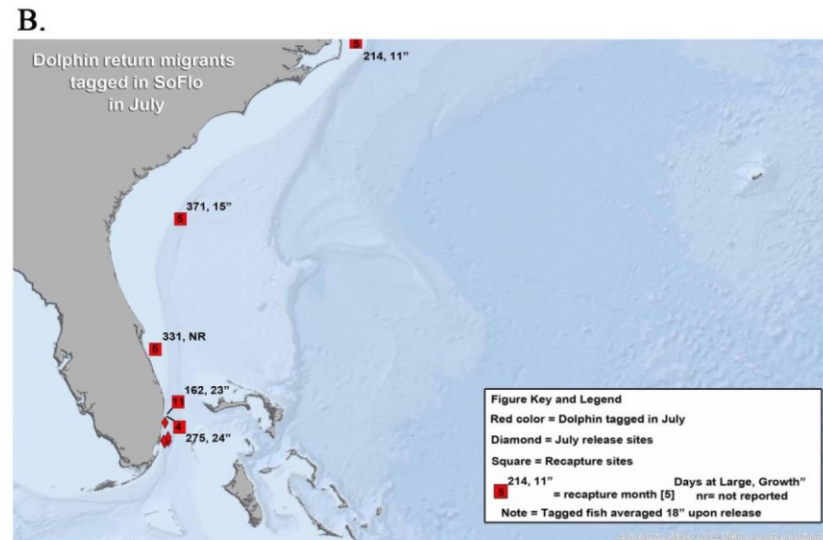 B.
Dolphin return migrants
tagged in SoFlo
in July
5
214, 11”
371, 15”
5
331, NR
5
162, 23”
11
4
275, 24”
Figure Key and Legend
Red color = Dolphin tagged in July
Diamond = July release sites
Square = Recapture sites
214, 11” Days at Large, Growth”
5 = recapture month [5] nr= not reported
Note = Tagged fish averaged 18” upon release